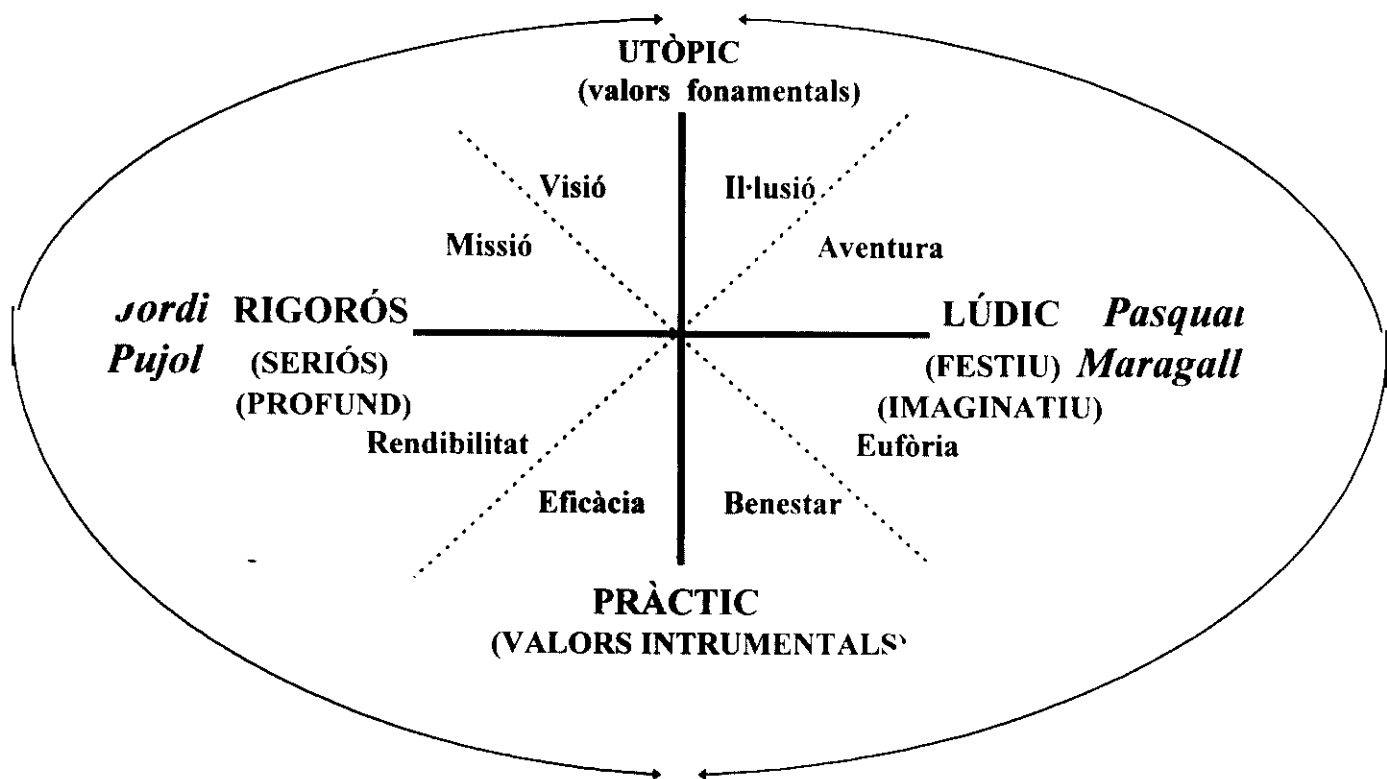 UTÒPIC
(valors fonamentals)
Visió
Il·lusió
Missió
Aventura
Jordi RIGORÓS
LÚDIC Pasqual
Pujol (SERIÓS)
(FESTIU) Maragall
(PROFUND)
(IMAGINATIU)
Rendibilitat
Eufòria
Eficàcia
Benestar
PRÀCTIC
(VALORS INTRUMENTALS)